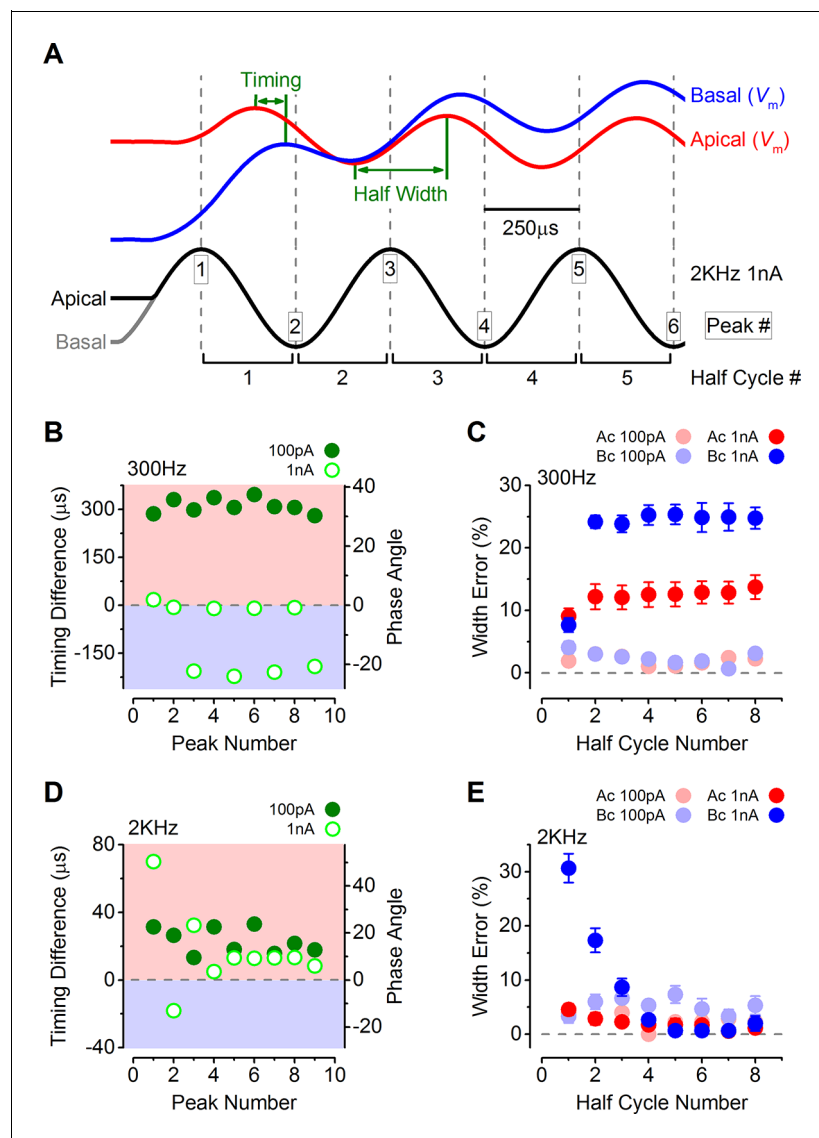 A
Timing
Basal (Vm)
Apical (Vm)
Half Width
250μs
1
3
5
2KHz 1nA
Apical
2
4
6
Peak #
Basal
1
2
3
4
5
Half Cycle #
B
300Hz
100pA
1nA
300
150
0
-150
Timing Difference (μs)
40
20
0
-20
Phase Angle
0
2
4
6
8
10
Peak Number
C
300Hz
Ac 100pA
Ac 1nA
Bc 100pA
Bc 1nA
30
20
10
0
Width Error (%)
0
2
4
6
8
Half Cycle Number
D
2KHz
100pA
1nA
80
40
0
-40
Timing Difference (μs)
40
20
0
-20
Phase Angle
0
2
4
6
8
10
Peak Number
E
2KHz
Ac 100pA
Ac 1nA
Bc 100pA
Bc 1nA
30
20
10
0
Width Error (%)
0
2
4
6
8
Half Cycle Number